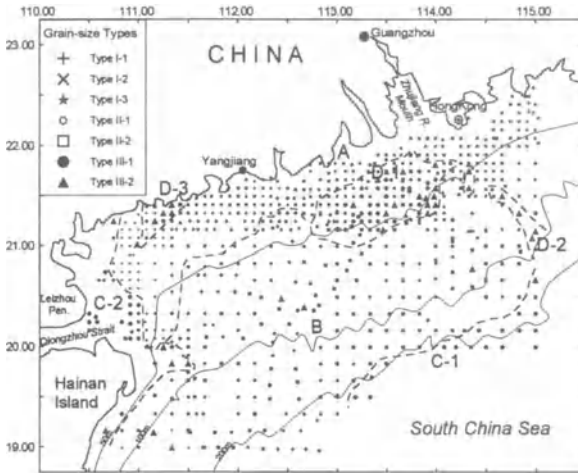 110.00 111.00 112.00 113.00 114.00 115.00
23.00
22.00
21.00
20.00
19.00
Grain-size Types
Type I-1
Type I-2
Type I-3
Type II-1
Type II-2
Type III-1
Type III-2
CHINA
Guangzhou
Zhujiang R.
Mouth
Hong Kong
Yangjiang
A
D-1
D-3
D-2
Leizhou
Pen.
C-2
Qiongzhou Strait
B
C-1
Hainan
Island
South China Sea